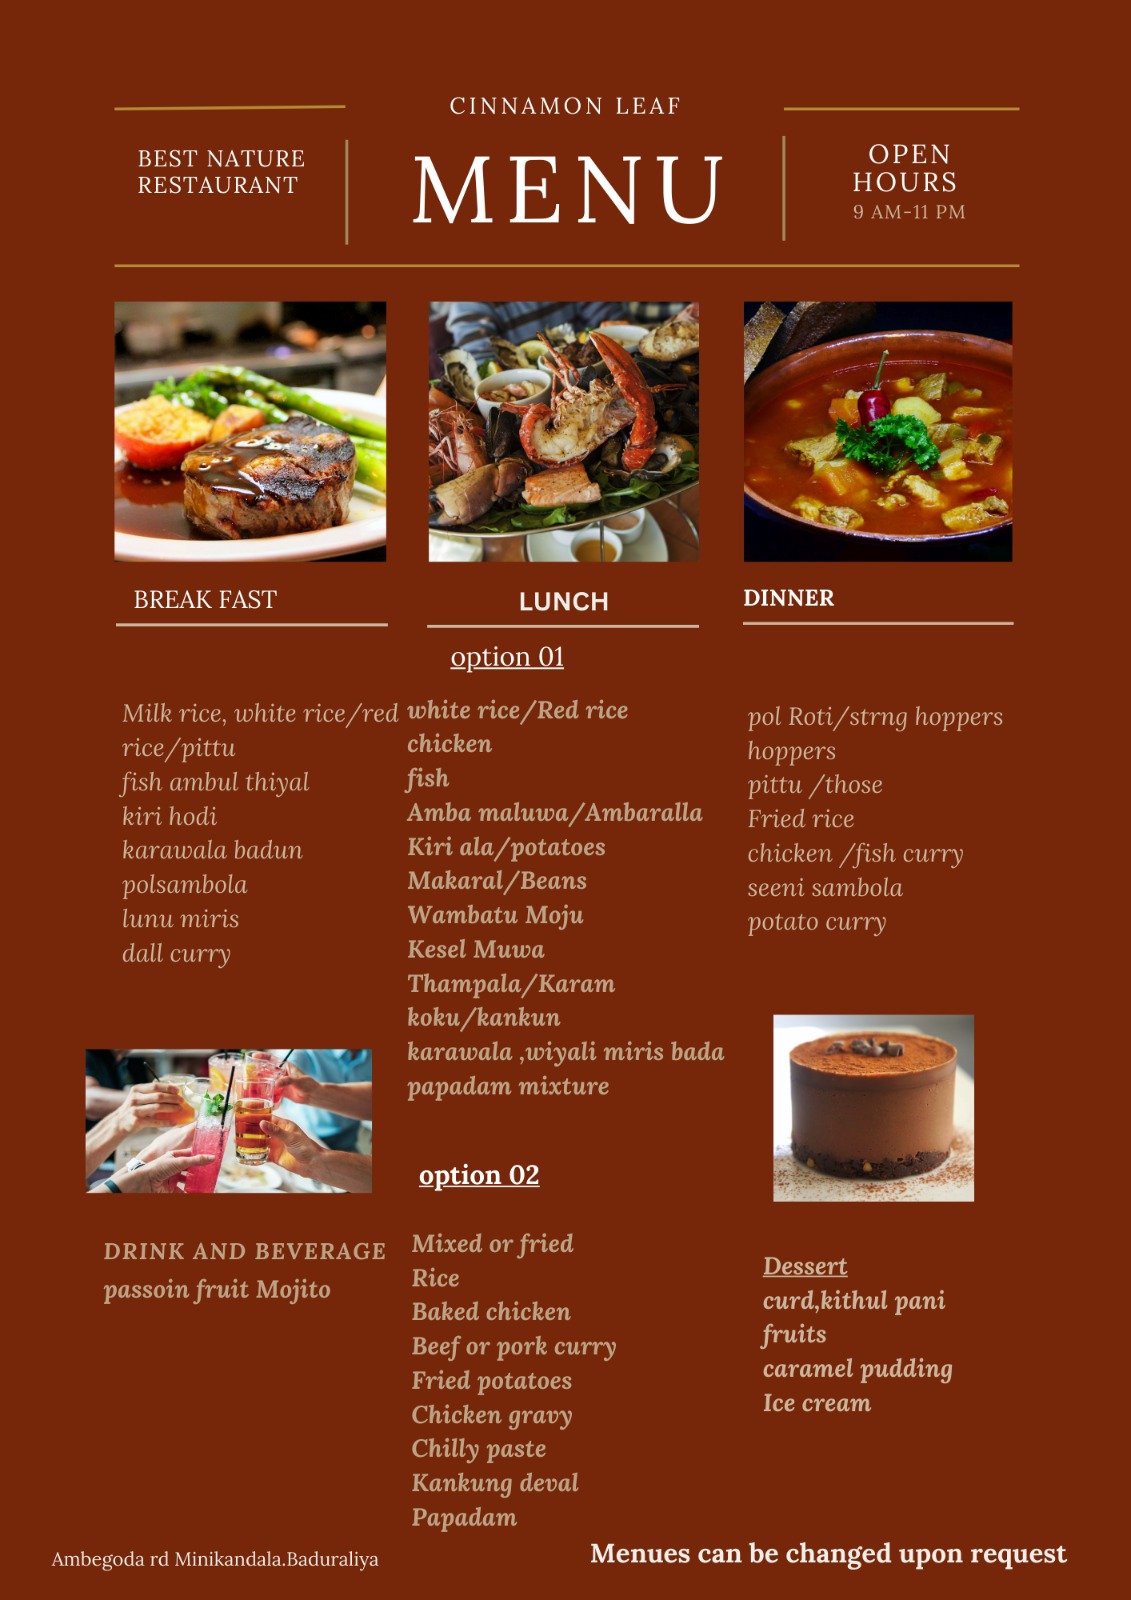 CINNAMON LEAF
BEST NATURE
RESTAURANT
MENU
OPEN
HOURS
9 AM-11 PM
BREAK FAST
Milk rice, white rice/red
rice/pittu
fish ambul thiyal
kiri hodi
karawala badun
polsambola
lunu miris
dall curry
DRINK AND BEVERAGE
passoin fruit Mojito
LUNCH
option 01
white rice/Red rice
chicken
fish
Amba maluwa/Ambaralla
Kiri ala/potatoes
Makaral/Beans
Wambatu Moju
Kesel Muwa
Thampala/Karam
koku/kankun
karawala ,wiyali miris bada
papadam mixture
option 02
Mixed or fried
Rice
Baked chicken
Beef or pork curry
Fried potatoes
Chicken gravy
Chilly paste
Kankung deval
Papadam
DINNER
pol Roti/strng hoppers
hoppers
pittu /those
Fried rice
chicken /fish curry
seeni sambola
potato curry
Dessert
curd,kithul pani
fruits
caramel pudding
Ice cream
Ambegoda rd Minikandala.Baduraliya
Menues can be changed upon request